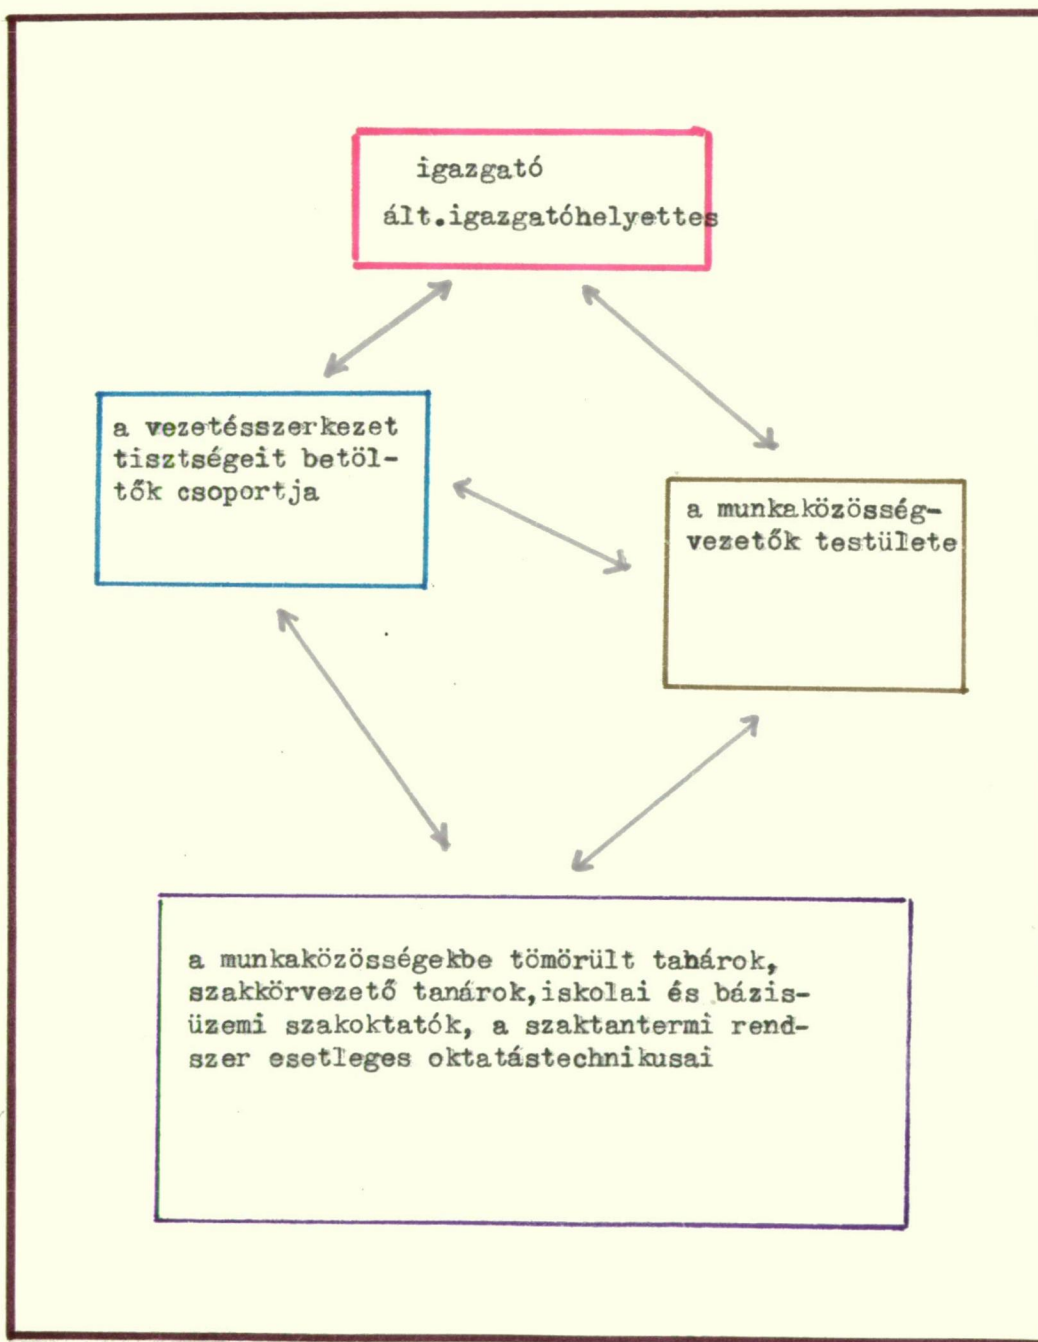 igazgató
ált.igazgatóhelyettes
a vezetésszerkezet
tisztségeit betöl-
tők csoportja
a munkaközösség-
vezetők testülete
a munkaközösségekbe tömörült tahárok,
szakkörvezető tanárok,iskolai és bázis-
üzemi szakoktatók, a szaktantermi rend-
szer esetleges oktatástechnikusai